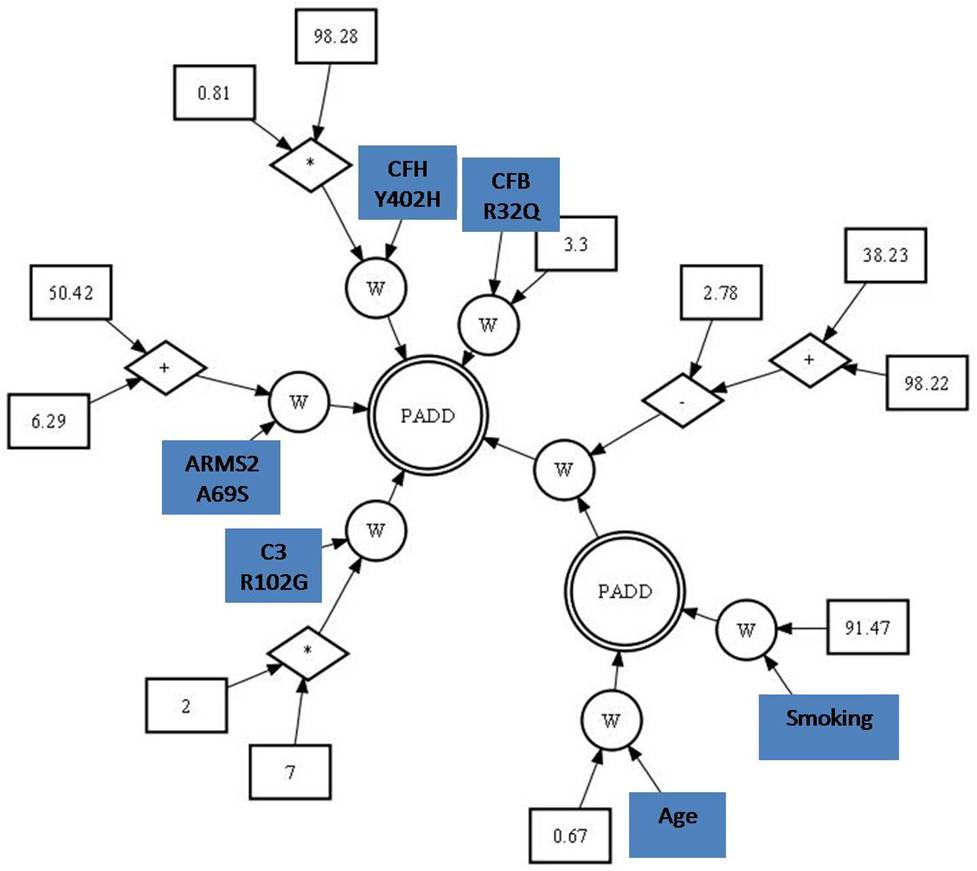 98.28
0.81
*
CFH
Y402H
CFB
R32Q
3.3
38.23
2.78
50.42
W
W
+
98.22
+
-
6.29
W
PADD
ARMS2
A69S
W
W
C3
R102G
PADD
91.47
W
*
2
W
Smoking
7
0.67
Age